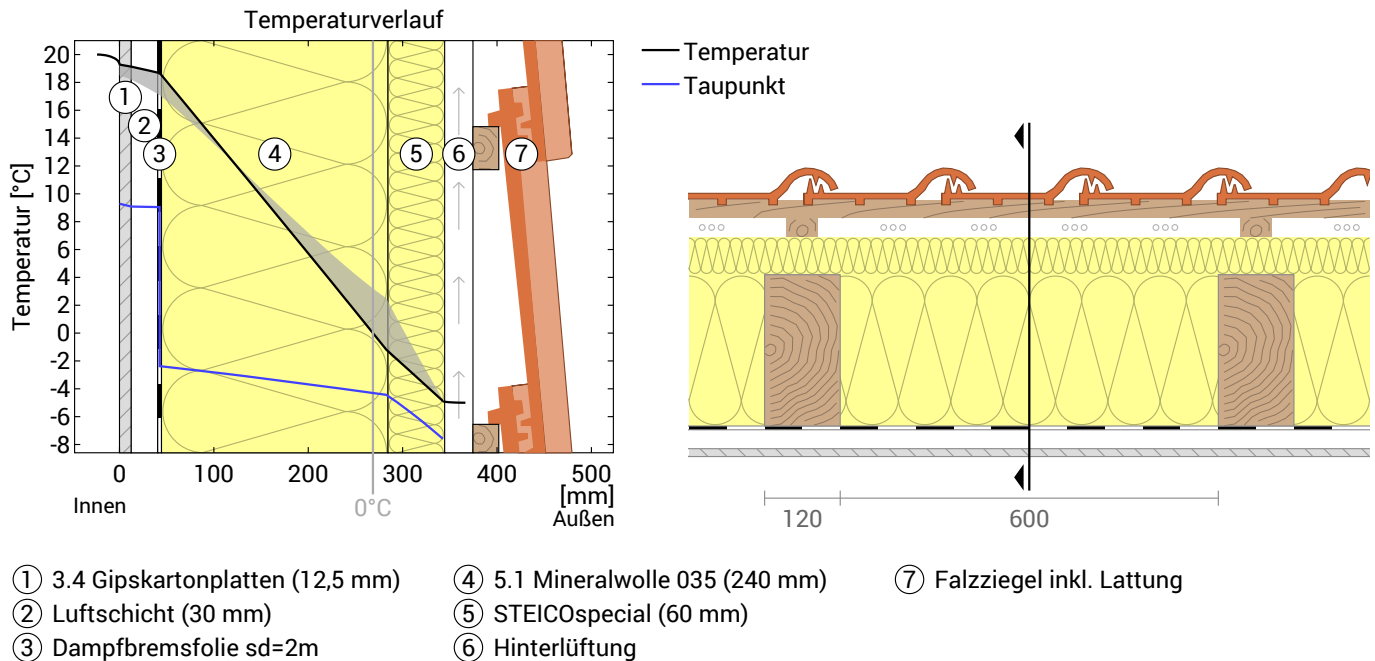 Temperaturverlauf
Temperatur
Taupunkt
Temperatur [°C]
20
18
16
14
12
10
8
6
4
2
0
-2
-4
-6
-8
1
2
3
4
5
6
7
0 100 200 300 400 500
[mm]
Innen
0°C
Außen
120 600
1 3.4 Gipskartonplatten (12,5 mm)
2 Luftschicht (30 mm)
3 Dampfbremsfolie sd=2m
4 5.1 Mineralwolle 035 (240 mm)
5 STEICOspecial (60 mm)
6 Hinterlüftung
7 Falzziegel inkl. Lattung